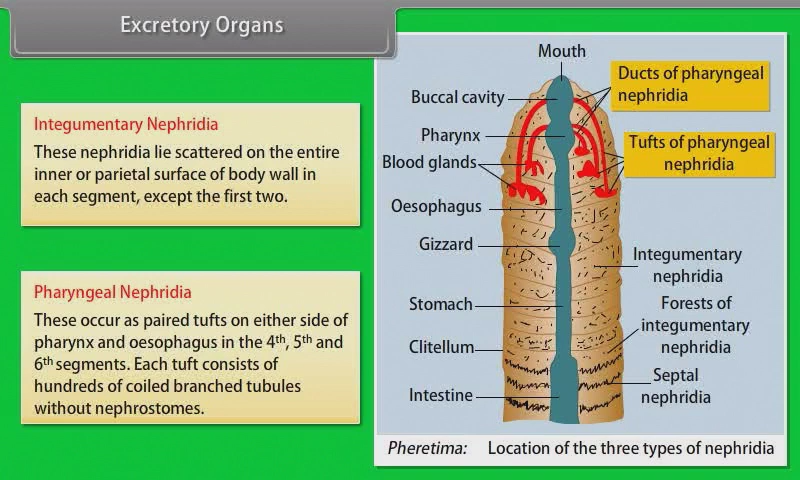 Excretory Organs
Integumentary Nephridia
These nephridia lie scattered on the entire
inner or parietal surface of body wall in
each segment, except the first two.
Pharyngeal Nephridia
These occur as paired tufts on either side of
pharynx and oesophagus in the 4th, 5th and
6th segments. Each tuft consists of
hundreds of coiled branched tubules
without nephrostomes.
Mouth
Buccal cavity
Pharynx
Blood glands
Oesophagus
Gizzard
Stomach
Clitellum
Intestine
Ducts of pharyngeal
nephridia
Tufts of pharyngeal
nephridia
Integumentary
nephridia
Forests of
integumentary
nephridia
Septal
nephridia
Pheretima: Location of the three types of nephridia